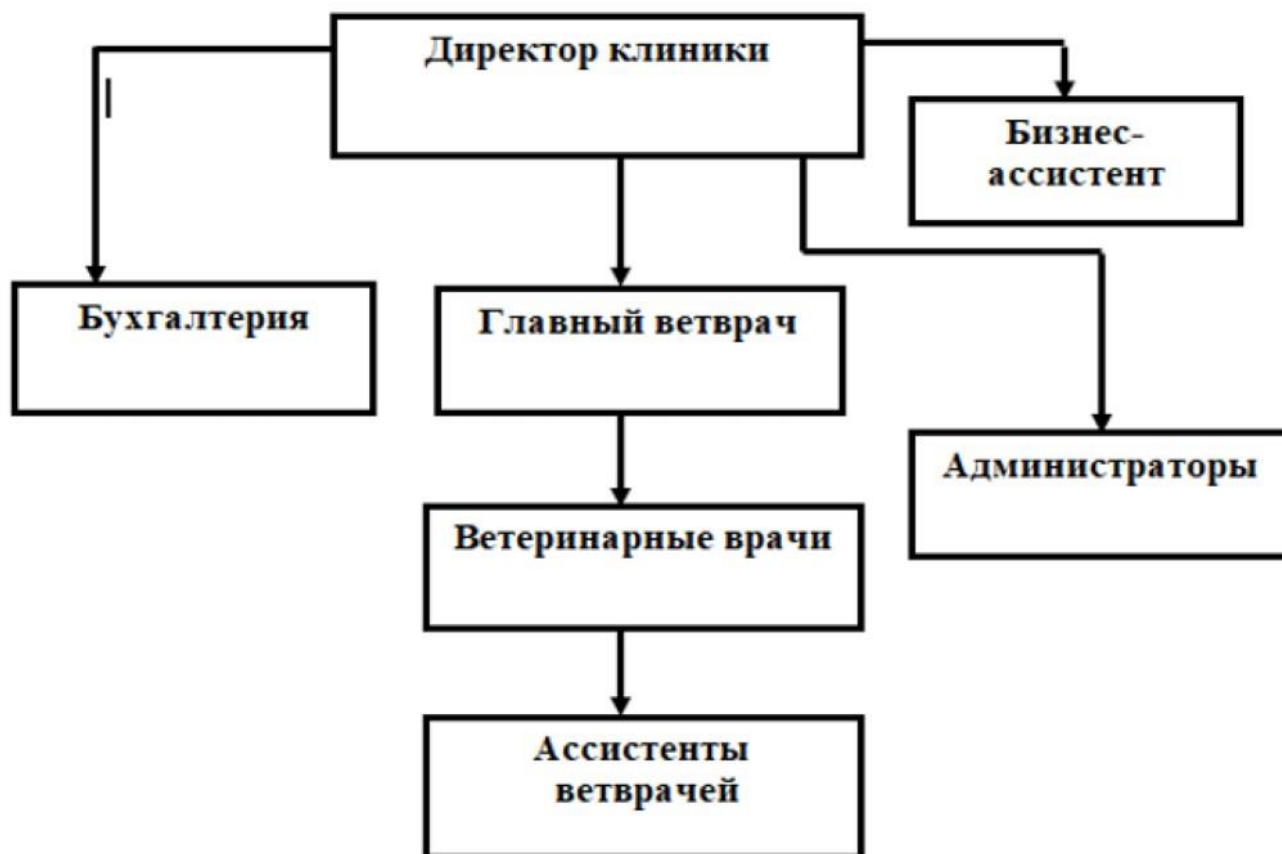 Директор клиники
Бизнес-
ассистент
Бухгалтерия
Главный ветврач
Администраторы
Ветеринарные врачи
Ассистенты
ветврачей